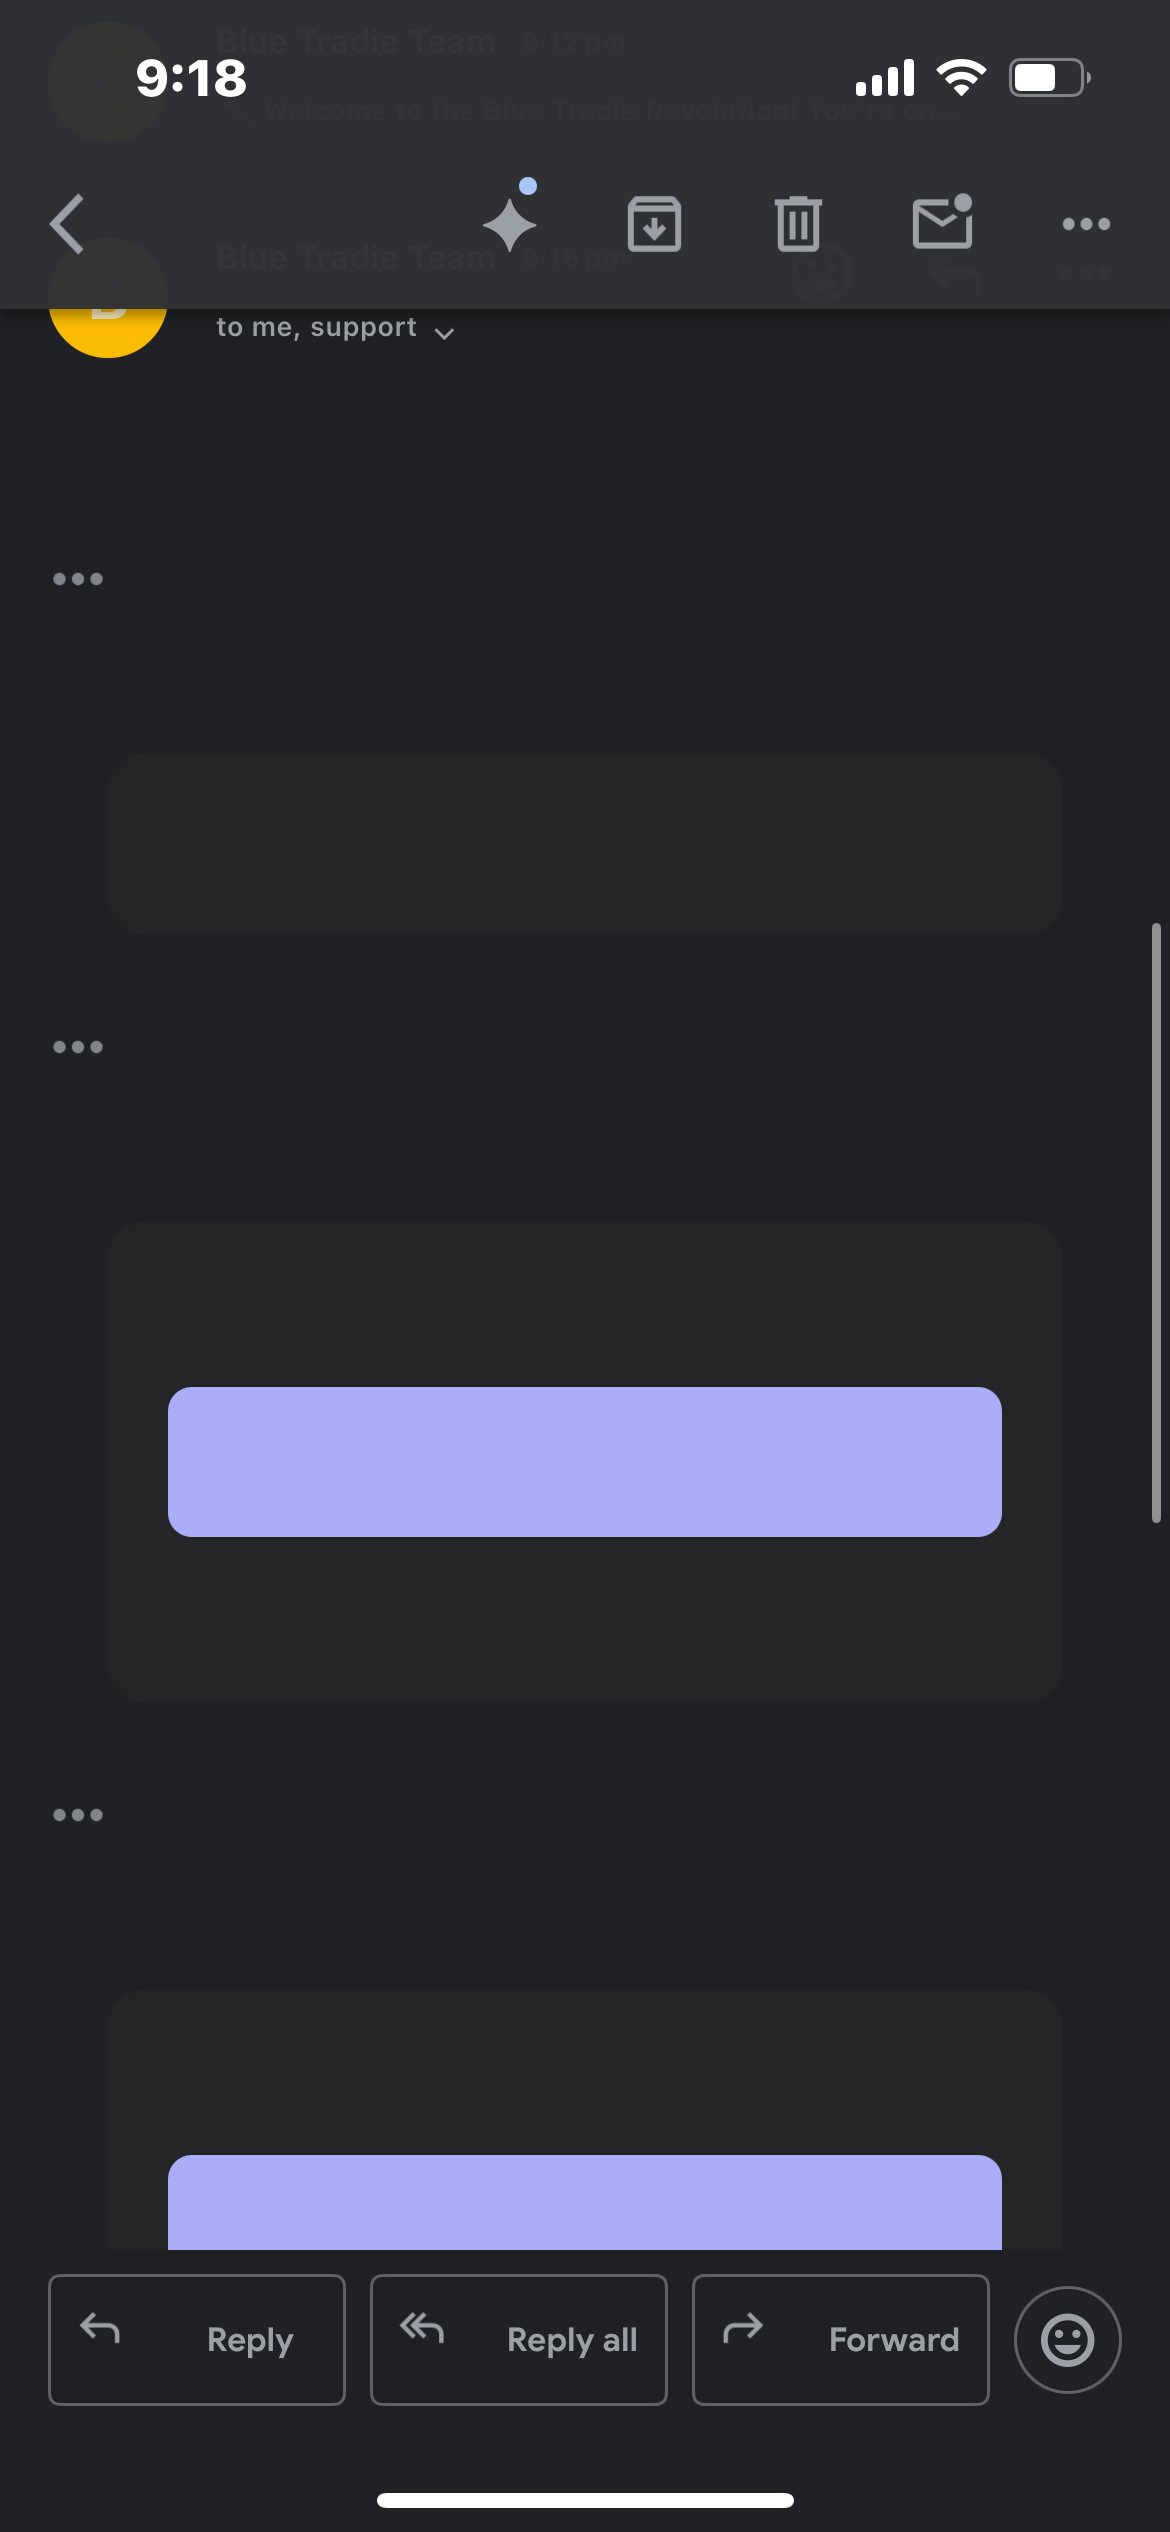 Blue Tradie Team 9:12 pm
9:18
Welcome to the Blue Tradie Revolution! You're on...
Blue Tradie Team 9:16 pm
B
to me, support
Reply
Reply all
Forward